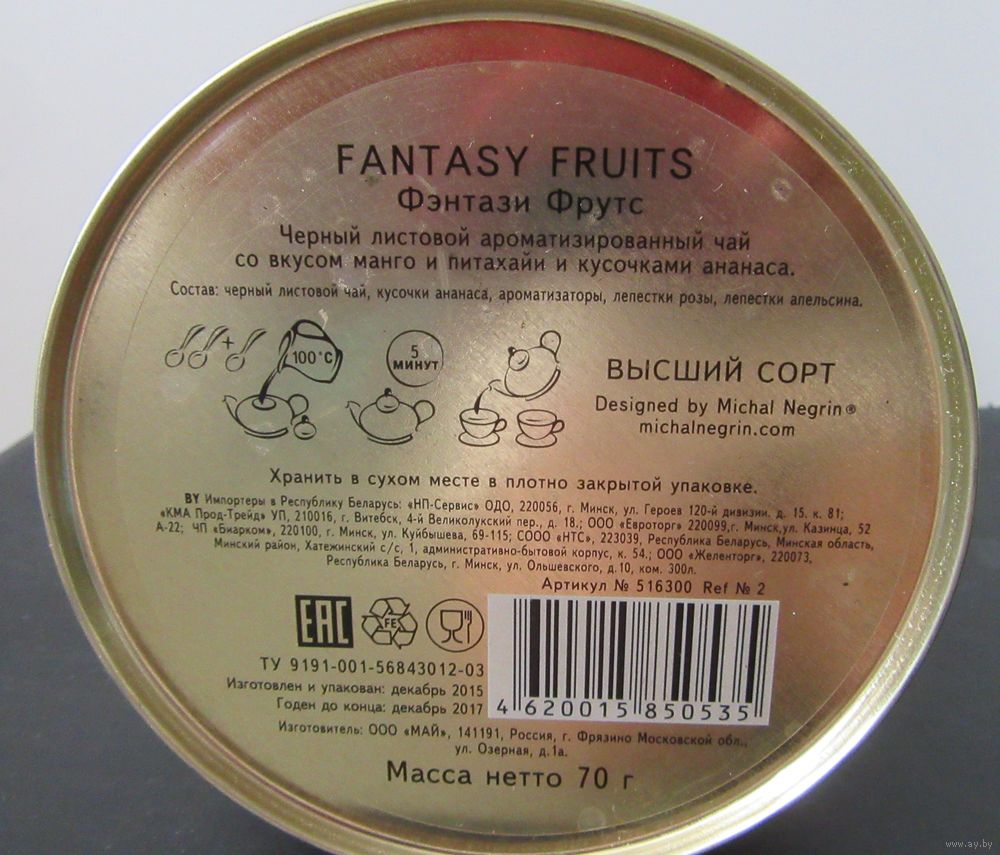 FANTASY FRUITS
Фэнтази Фрутс
Черный листовой ароматизированный чай
со вкусом манго и питахайи и кусочками ананаса.
Состав: черный листовой чай, кусочки ананаса, ароматизаторы, лепестки розы, лепестки апельсина.
+
100°C
5
МИНУТ
ВЫСШИЙ СОРТ
Designed by Michal Negrin®
michalnegrin.com
Хранить в сухом месте в плотно закрытой упаковке.
BY Импортеры в Республику Беларусь: «НП-Сервис» ОДО, 220056, г. Минск, ул. Героев 120-й дивизии. д. 15. к. 81;
«КМА Прод-Трейд» УП, 210016, г. Витебск, 4-й Великолукский пер., д. 18.; ООО «Евроторг» 220099,г. Минск,ул. Казинца, 52
А-22; ЧП «Биарком», 220100, г. Минск, ул. Куйбышева, 69-115; СООО «НТС», 223039, Республика Беларусь, Минская область,
Минский район, Хатежинский с/с, 1, административно-бытовой корпус, к. 54.; ООО «Желенторг», 220073,
Республика Беларусь, г. Минск, ул. Ольшевского, д.10, ком. 300л.
Артикул № 516300 Ref № 2
EAC
FE
ТУ 9191-001-56843012-03
Изготовлен и упакован: декабрь 2015
Годен до конца: декабрь 2017
4 620015 850535
Изготовитель: ООО «МАЙ», 141191, Россия, г. Фрязино Московской обл.,
ул. Озерная, д.1а.
Масса нетто 70 г
www.ay.by